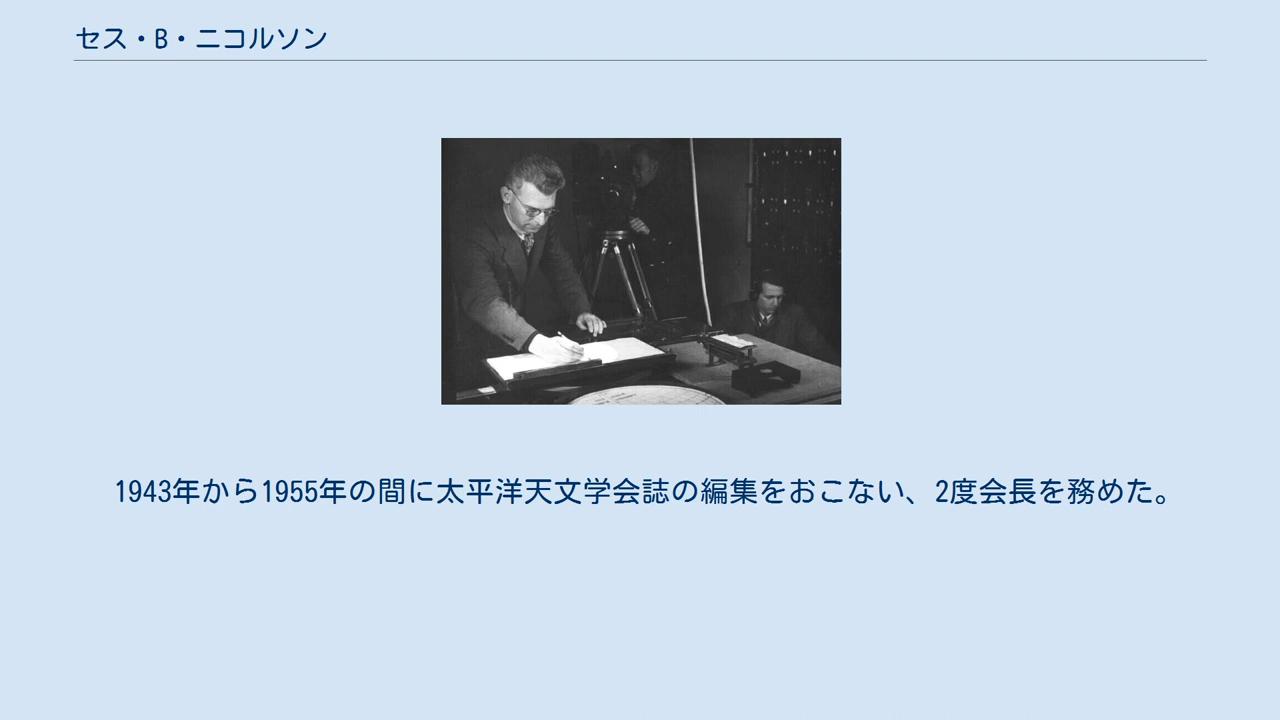 セス・B・ニコルソン
1943年から1955年の間に太平洋天文学会誌の編集をおこない、2度会長を務めた。